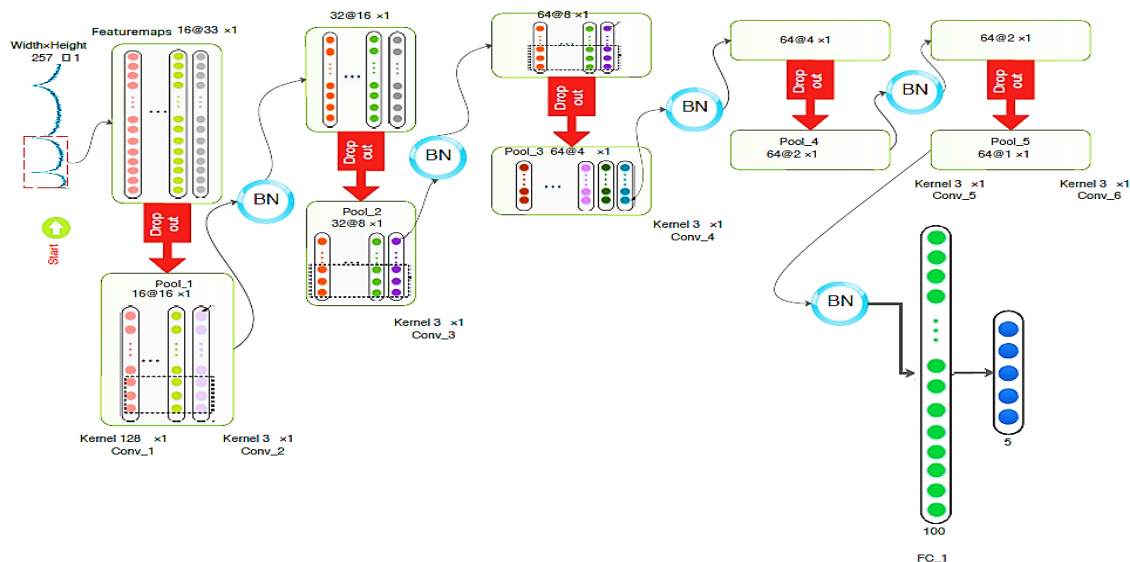 Width×Height
257 □ 1
Featuremaps 16@33 ×1
Start
Drop out
Pool_1
16@16 ×1
Kernel 128 ×1
Conv_1
Kernel 3 ×1
Conv_2
BN
32@16 ×1
Drop out
Pool_2
32@8 ×1
Kernel 3 ×1
Conv_3
BN
64@8 ×1
Drop out
Pool_3 64@4 ×1
Kernel 3 ×1
Conv_4
BN
64@4 ×1
Drop out
Pool_4
64@2 ×1
BN
64@2 ×1
Drop out
Pool_5
64@1 ×1
Kernel 3 ×1
Conv_5
Kernel 3 ×1
Conv_6
BN
100
FC_1
5